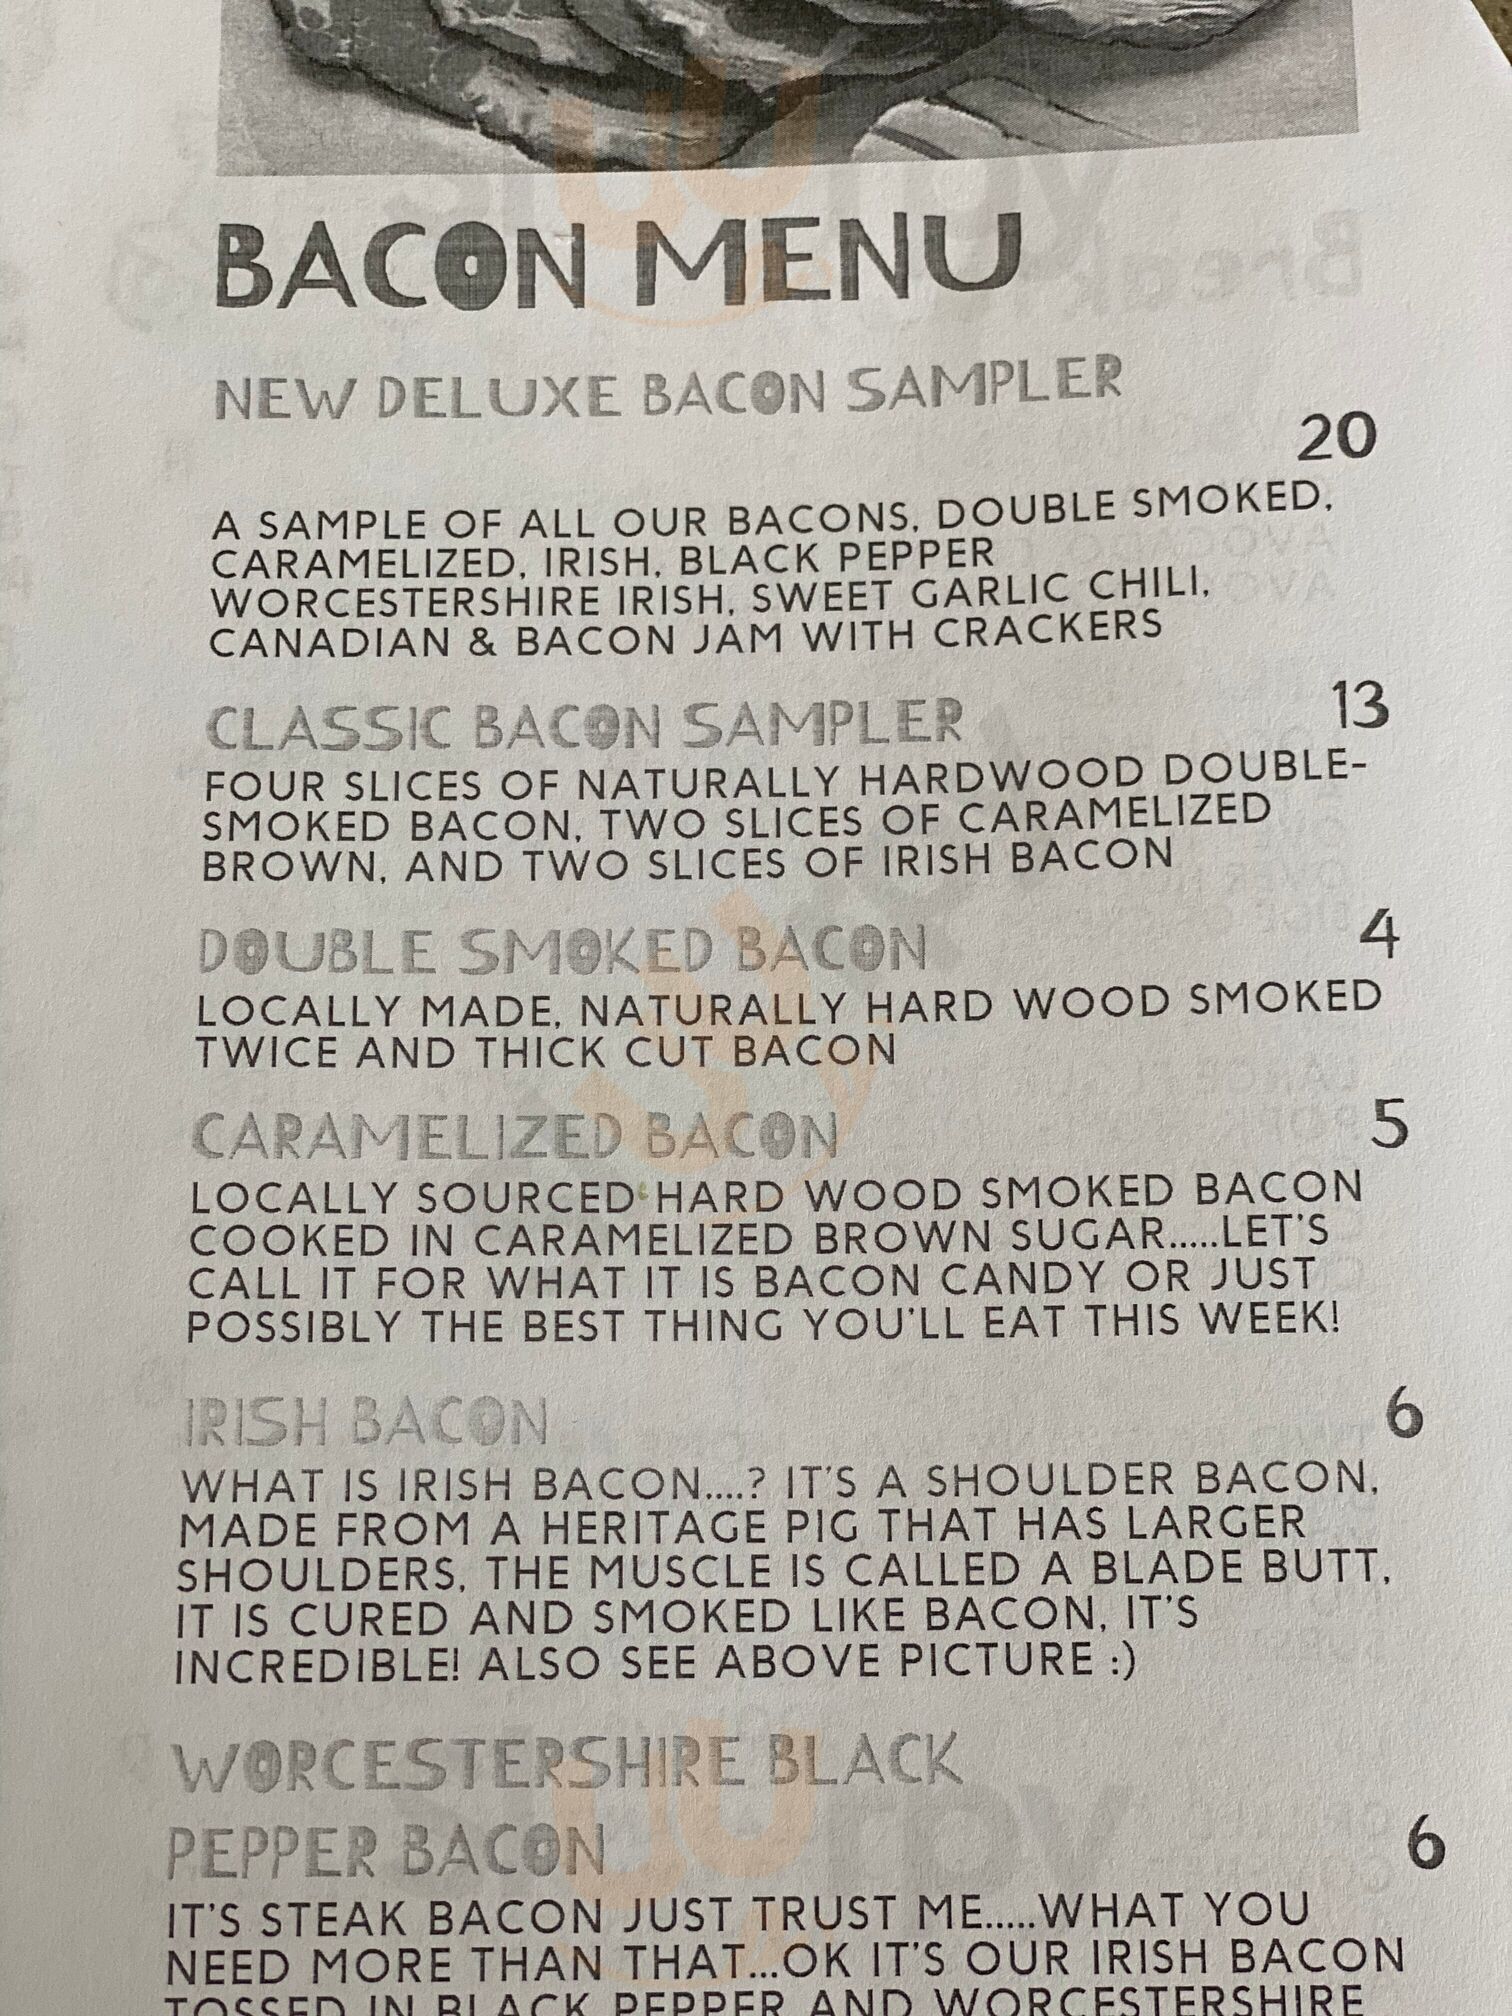 BACON MENU
NEW DELUXE BACON SAMPLER
20
A SAMPLE OF ALL OUR BACONS, DOUBLE SMOKED,
CARAMELIZED, IRISH, BLACK PEPPER
WORCESTERSHIRE IRISH, SWEET GARLIC CHILI,
CANADIAN & BACON JAM WITH CRACKERS
CLASSIC BACON SAMPLER 13
FOUR SLICES OF NATURALLY HARDWOOD DOUBLE-
SMOKED BACON, TWO SLICES OF CARAMELIZED
BROWN, AND TWO SLICES OF IRISH BACON
DOUBLE SMOKED BACON 4
LOCALLY MADE, NATURALLY HARD WOOD SMOKED
TWICE AND THICK CUT BACON
CARAMELIZED BACON 5
LOCALLY SOURCED HARD WOOD SMOKED BACON
COOKED IN CARAMELIZED BROWN SUGAR.....LET'S
CALL IT FOR WHAT IT IS BACON CANDY OR JUST
POSSIBLY THE BEST THING YOU'LL EAT THIS WEEK!
IRISH BACON 6
WHAT IS IRISH BACON....? IT'S A SHOULDER BACON,
MADE FROM A HERITAGE PIG THAT HAS LARGER
SHOULDERS, THE MUSCLE IS CALLED A BLADE BUTT,
IT IS CURED AND SMOKED LIKE BACON, IT'S
INCREDIBLE! ALSO SEE ABOVE PICTURE :)
WORCESTERSHIRE BLACK
PEPPER BACON 6
IT'S STEAK BACON JUST TRUST ME.....WHAT YOU
NEED MORE THAN THAT...OK IT'S OUR IRISH BACON
TOSSED IN BLACK PEPPER AND WORCESTERSHIRE